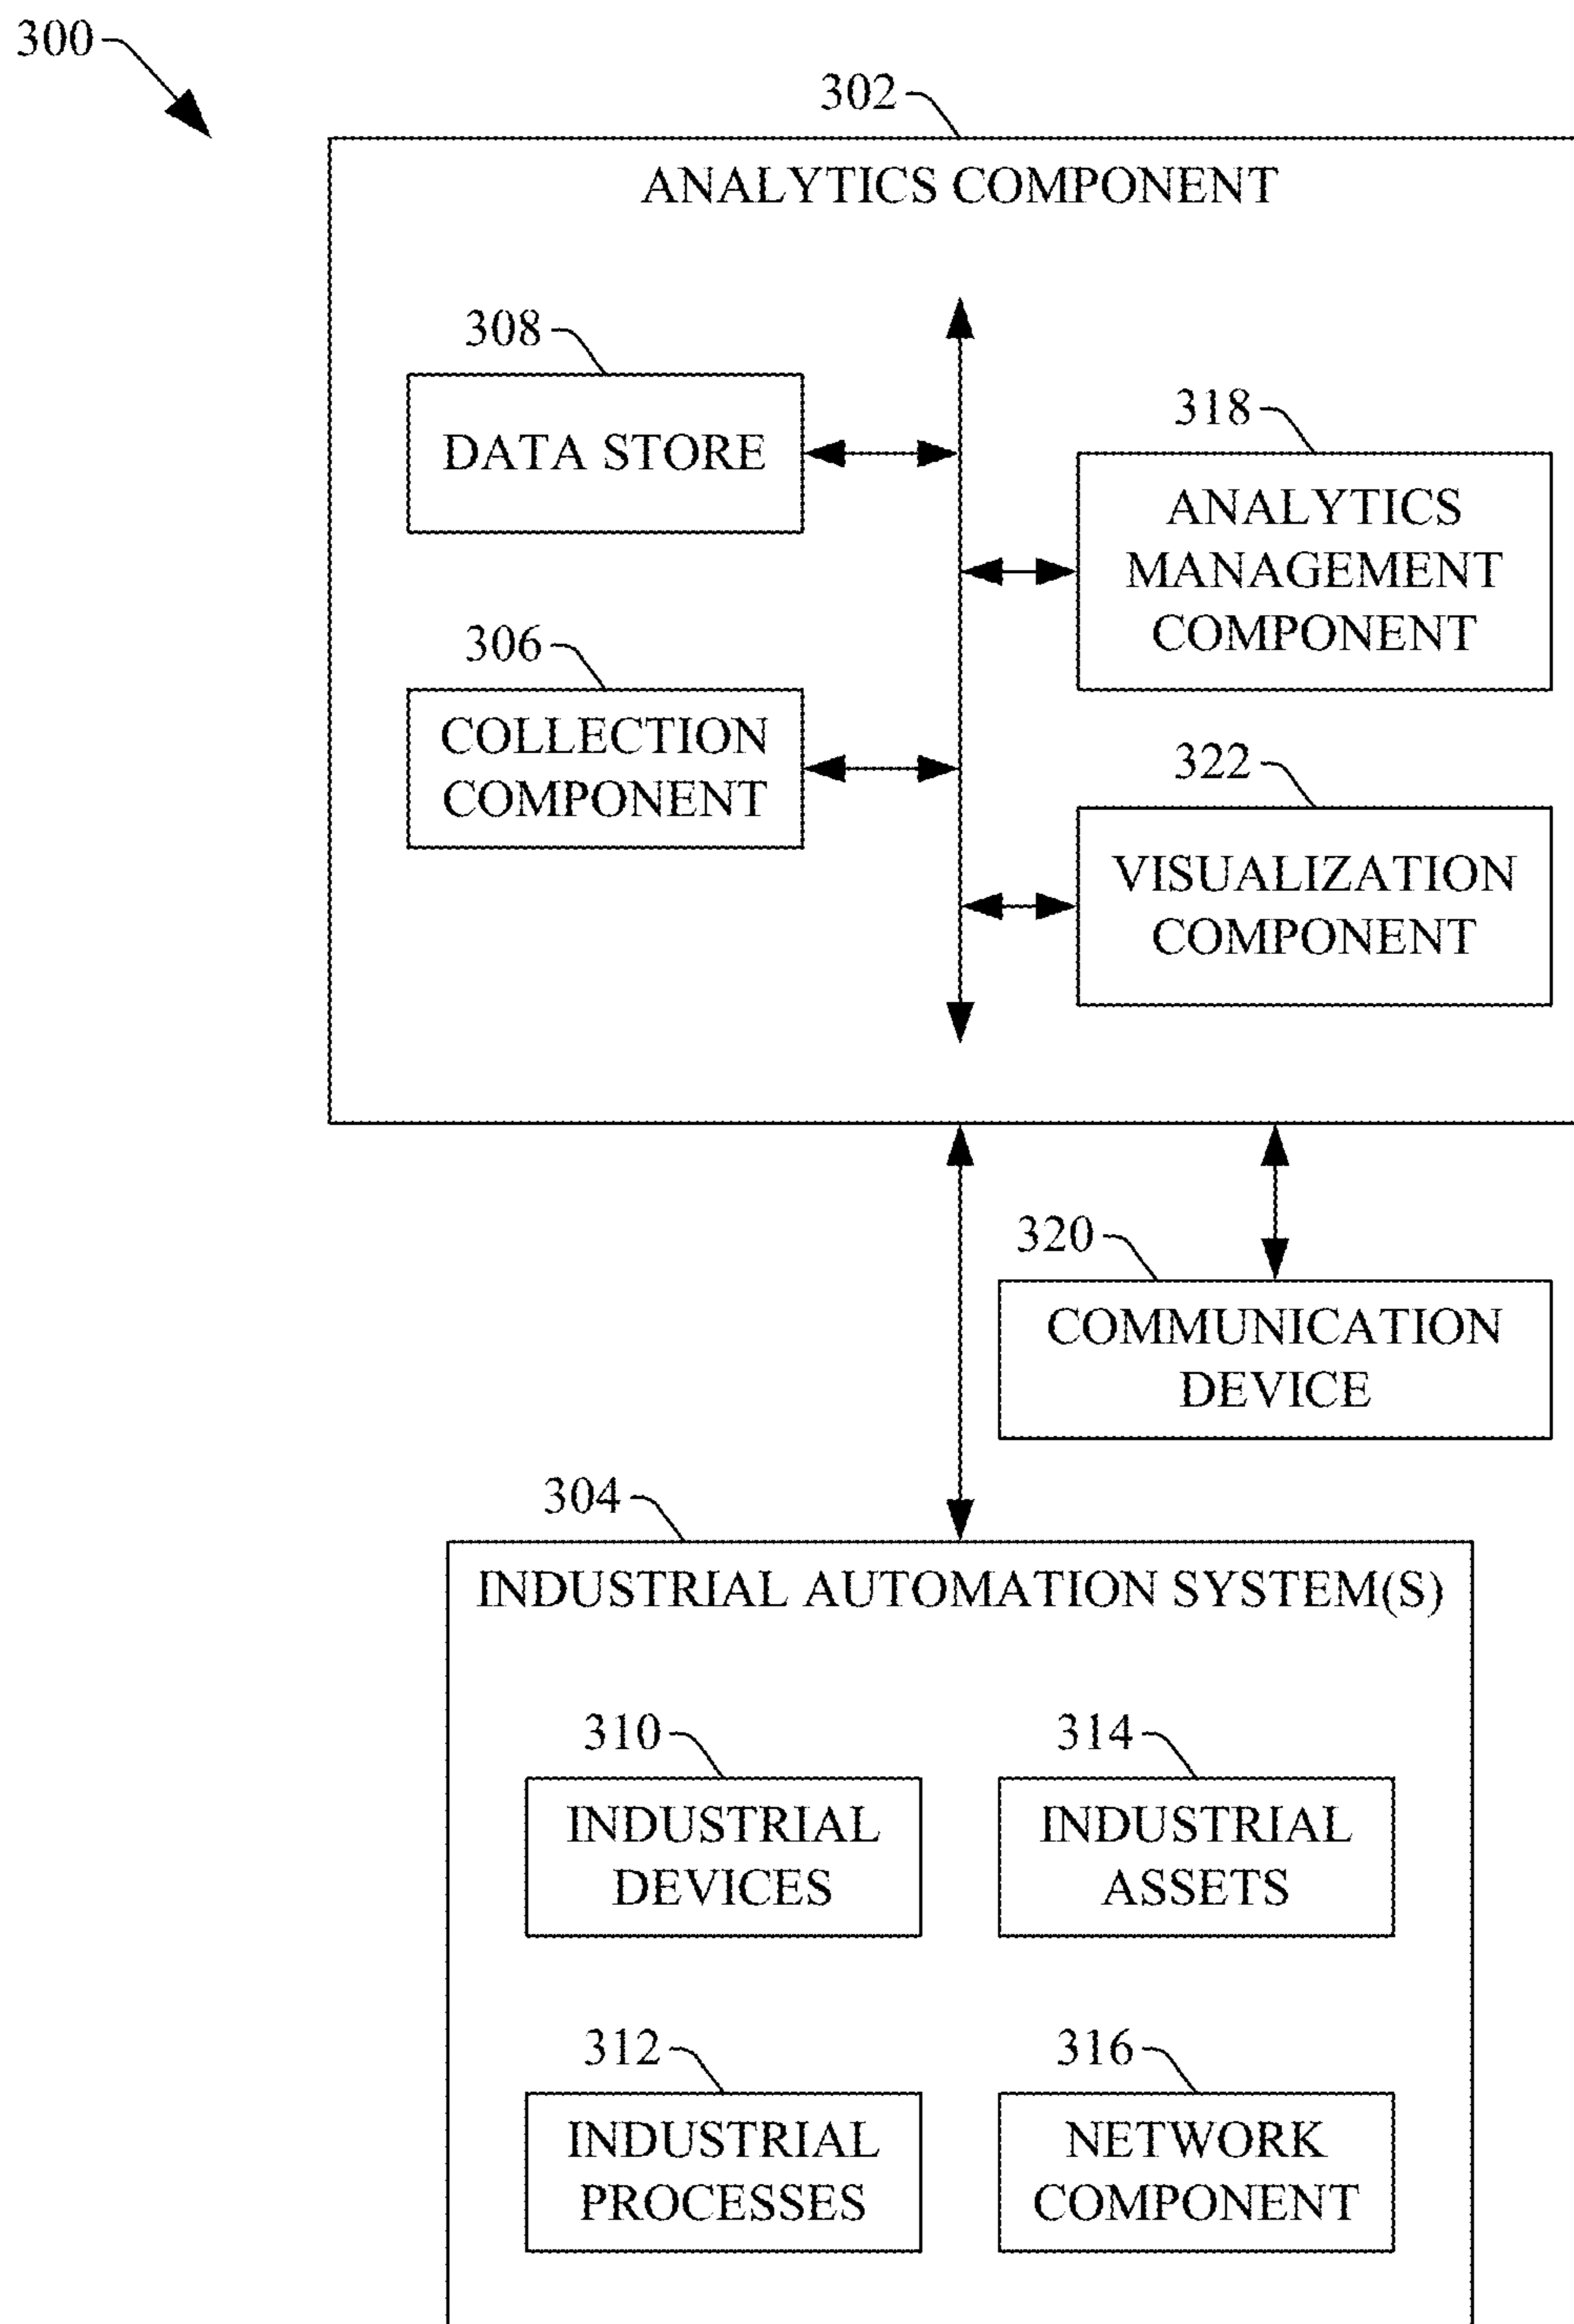 300
302
ANALYTICS COMPONENT
308
DATA STORE
318
ANALYTICS
MANAGEMENT
COMPONENT
306
COLLECTION
COMPONENT
322
VISUALIZATION
COMPONENT
320
COMMUNICATION
DEVICE
304
INDUSTRIAL AUTOMATION SYSTEM(S)
310
INDUSTRIAL
DEVICES
314
INDUSTRIAL
ASSETS
312
INDUSTRIAL
PROCESSES
316
NETWORK
COMPONENT